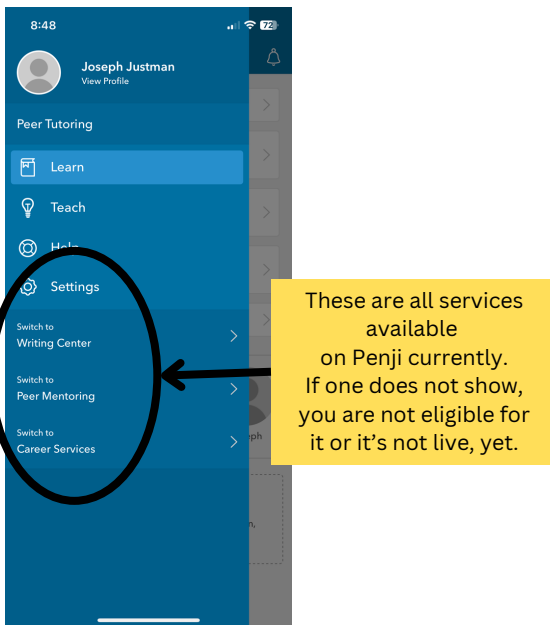 8:48
72
Joseph Justman
View Profile
Peer Tutoring
Learn
Teach
Help
Settings
Switch to
Writing Center
Switch to
Peer Mentoring
Switch to
Career Services
ph
n,
These are all services
available
on Penji currently.
If one does not show,
you are not eligible for
it or it's not live, yet.